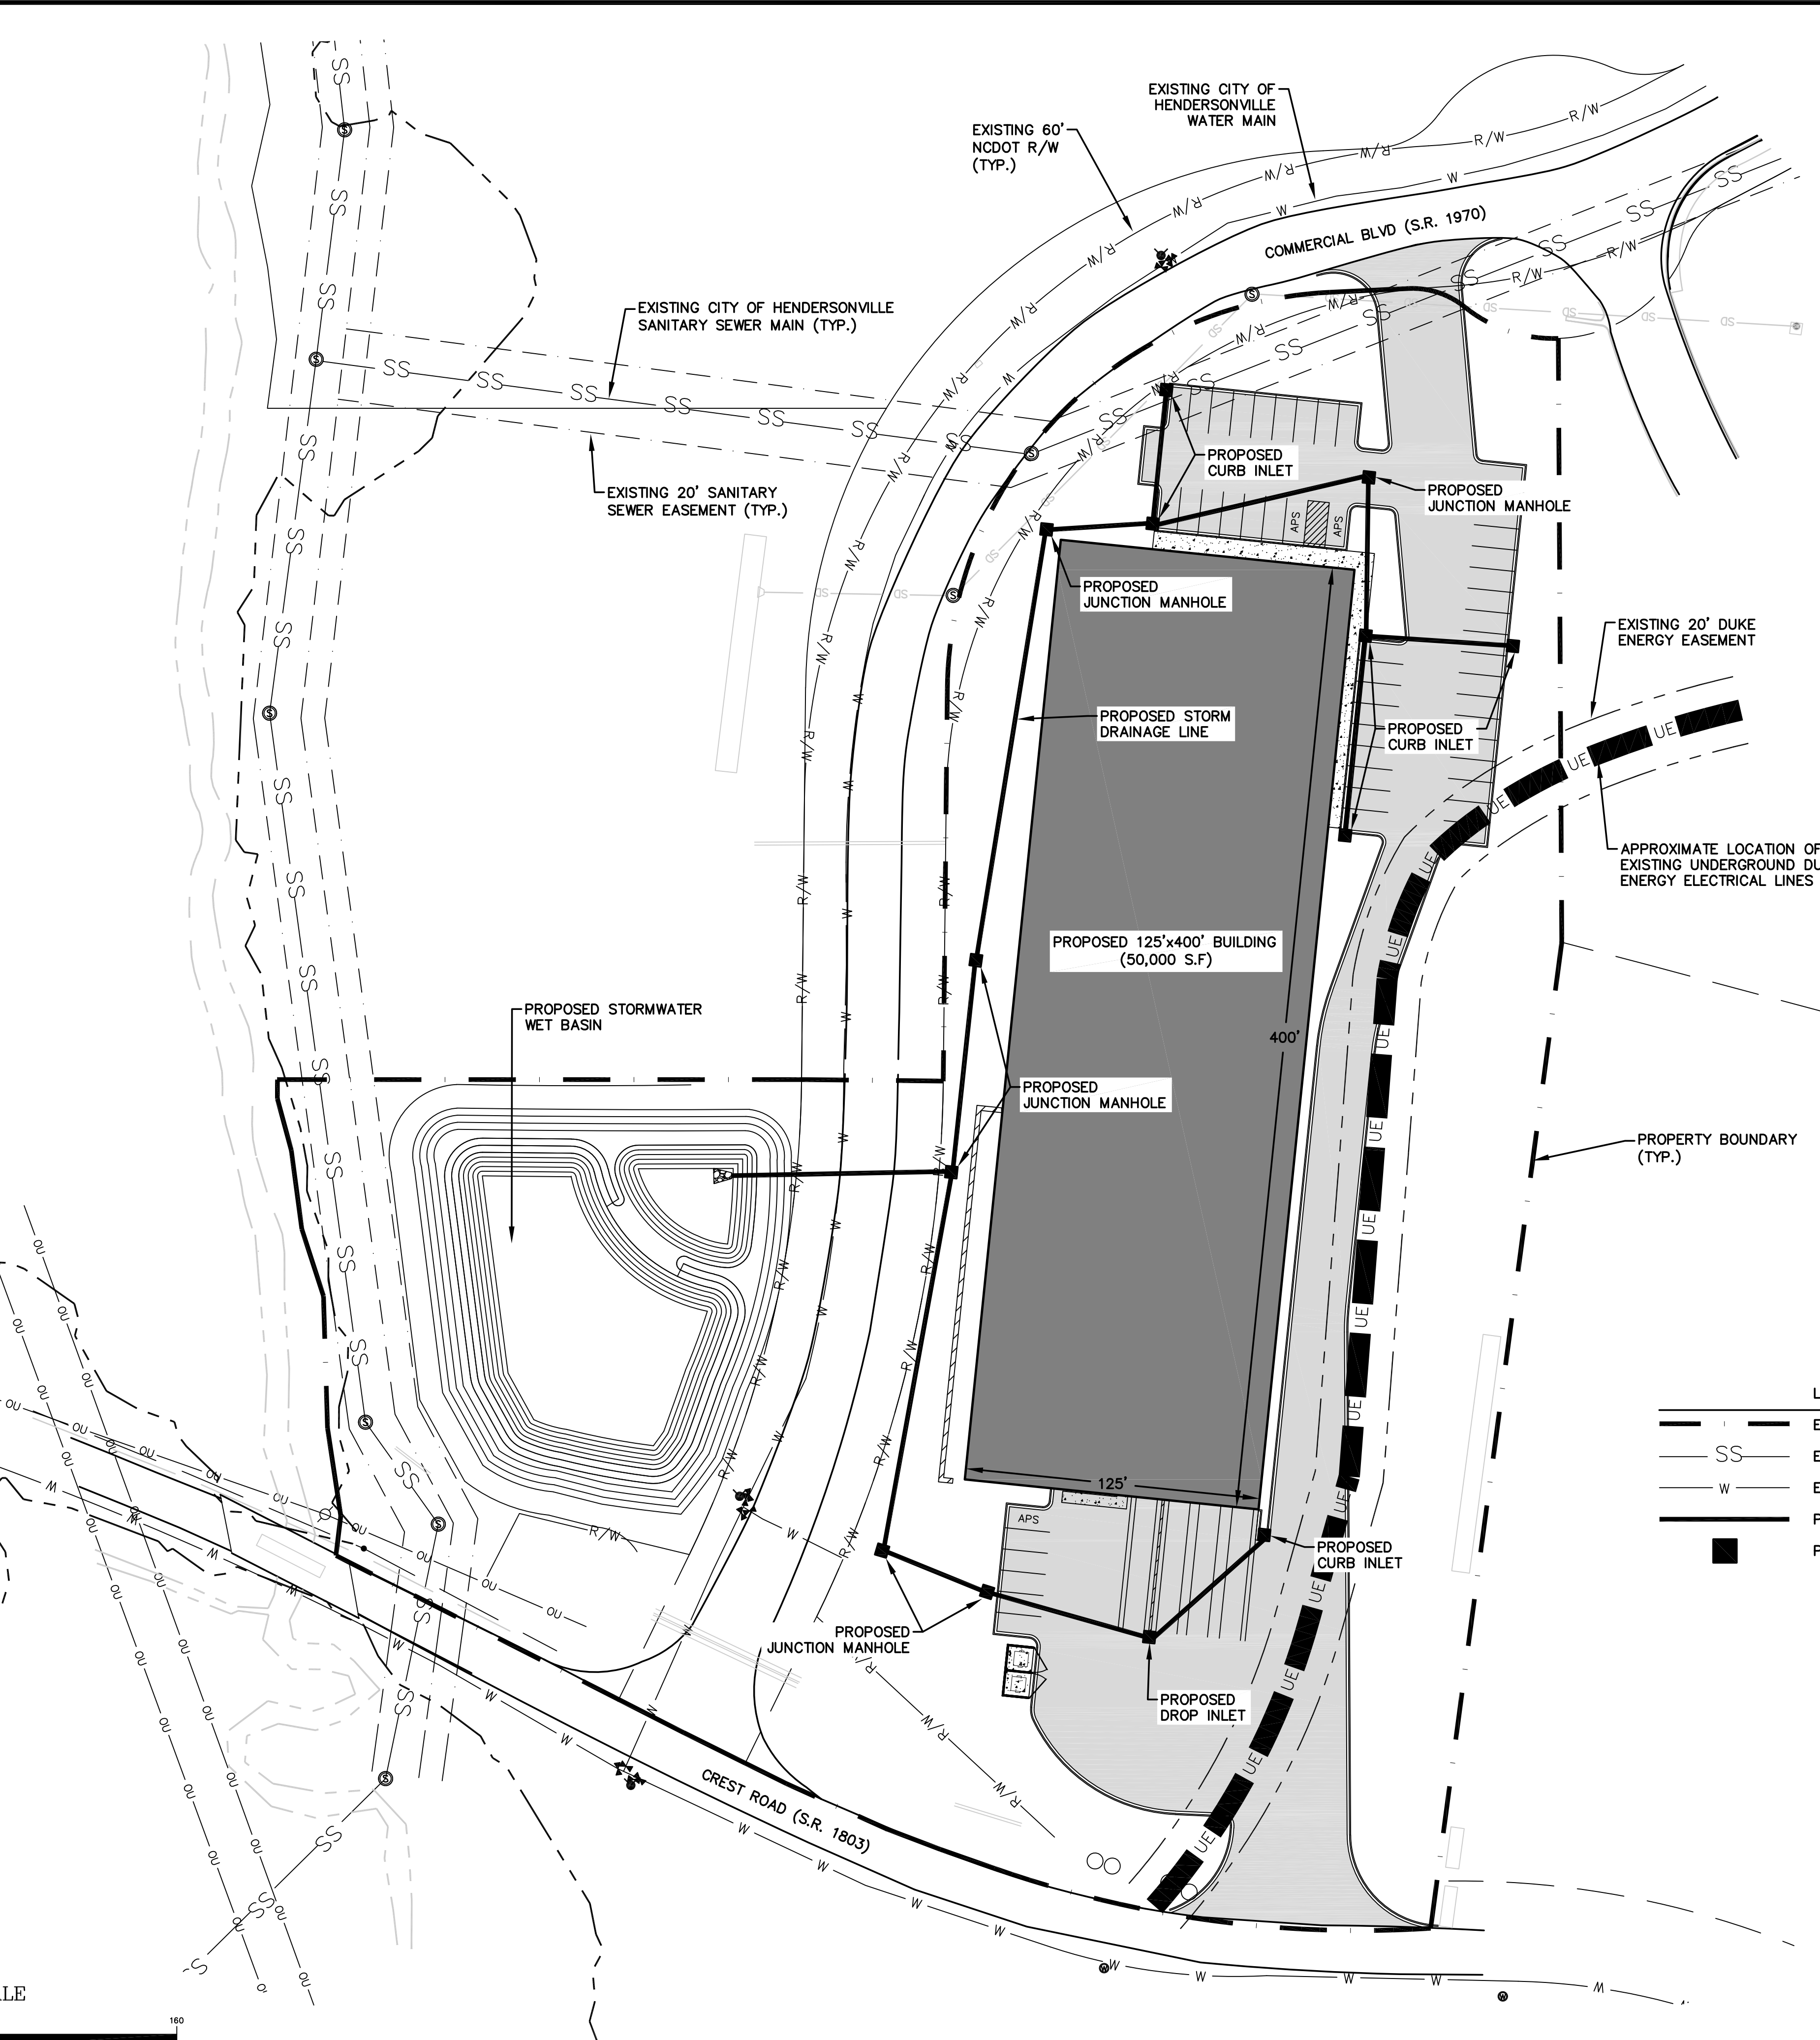 EXISTING CITY OF
HENDERSONVILLE
WATER MAIN
EXISTING 60'
NCDOT R/W
(TYP.)
COMMERCIAL BLVD (S.R. 1970)
EXISTING CITY OF HENDERSONVILLE
SANITARY SEWER MAIN (TYP.)
EXISTING 20' SANITARY
SEWER EASEMENT (TYP.)
PROPOSED
CURB INLET
PROPOSED
JUNCTION MANHOLE
APS
APS
PROPOSED
JUNCTION MANHOLE
EXISTING 20' DUKE
ENERGY EASEMENT
PROPOSED STORM
DRAINAGE LINE
PROPOSED
CURB INLET
APPROXIMATE LOCATION OF
EXISTING UNDERGROUND DU
ENERGY ELECTRICAL LINES
PROPOSED 125'x400' BUILDING
(50,000 S.F)
PROPOSED STORMWATER
WET BASIN
400'
PROPOSED
JUNCTION MANHOLE
PROPERTY BOUNDARY
(TYP.)
125'
APS
PROPOSED
CURB INLET
PROPOSED
JUNCTION MANHOLE
PROPOSED
DROP INLET
CREST ROAD (S.R. 1803)
L
E
SS
E
W
E
P
P
LE
160